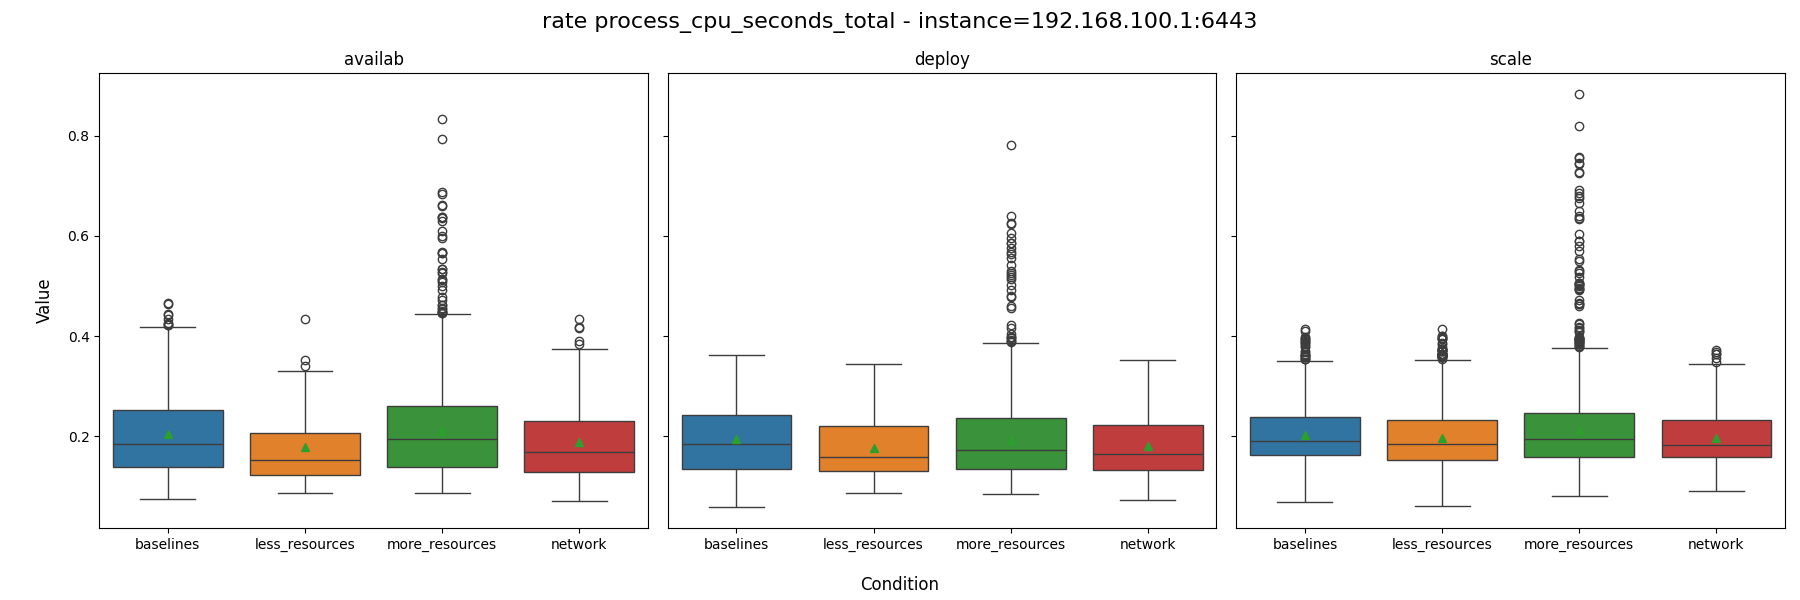 rate process_cpu_seconds_total - instance=192.168.100.1:6443
availab
deploy
scale
Value
0.8
0.6
0.4
0.2
baselines
less_resources
more_resources
network
baselines
less_resources
more_resources
network
baselines
less_resources
more_resources
network
Condition